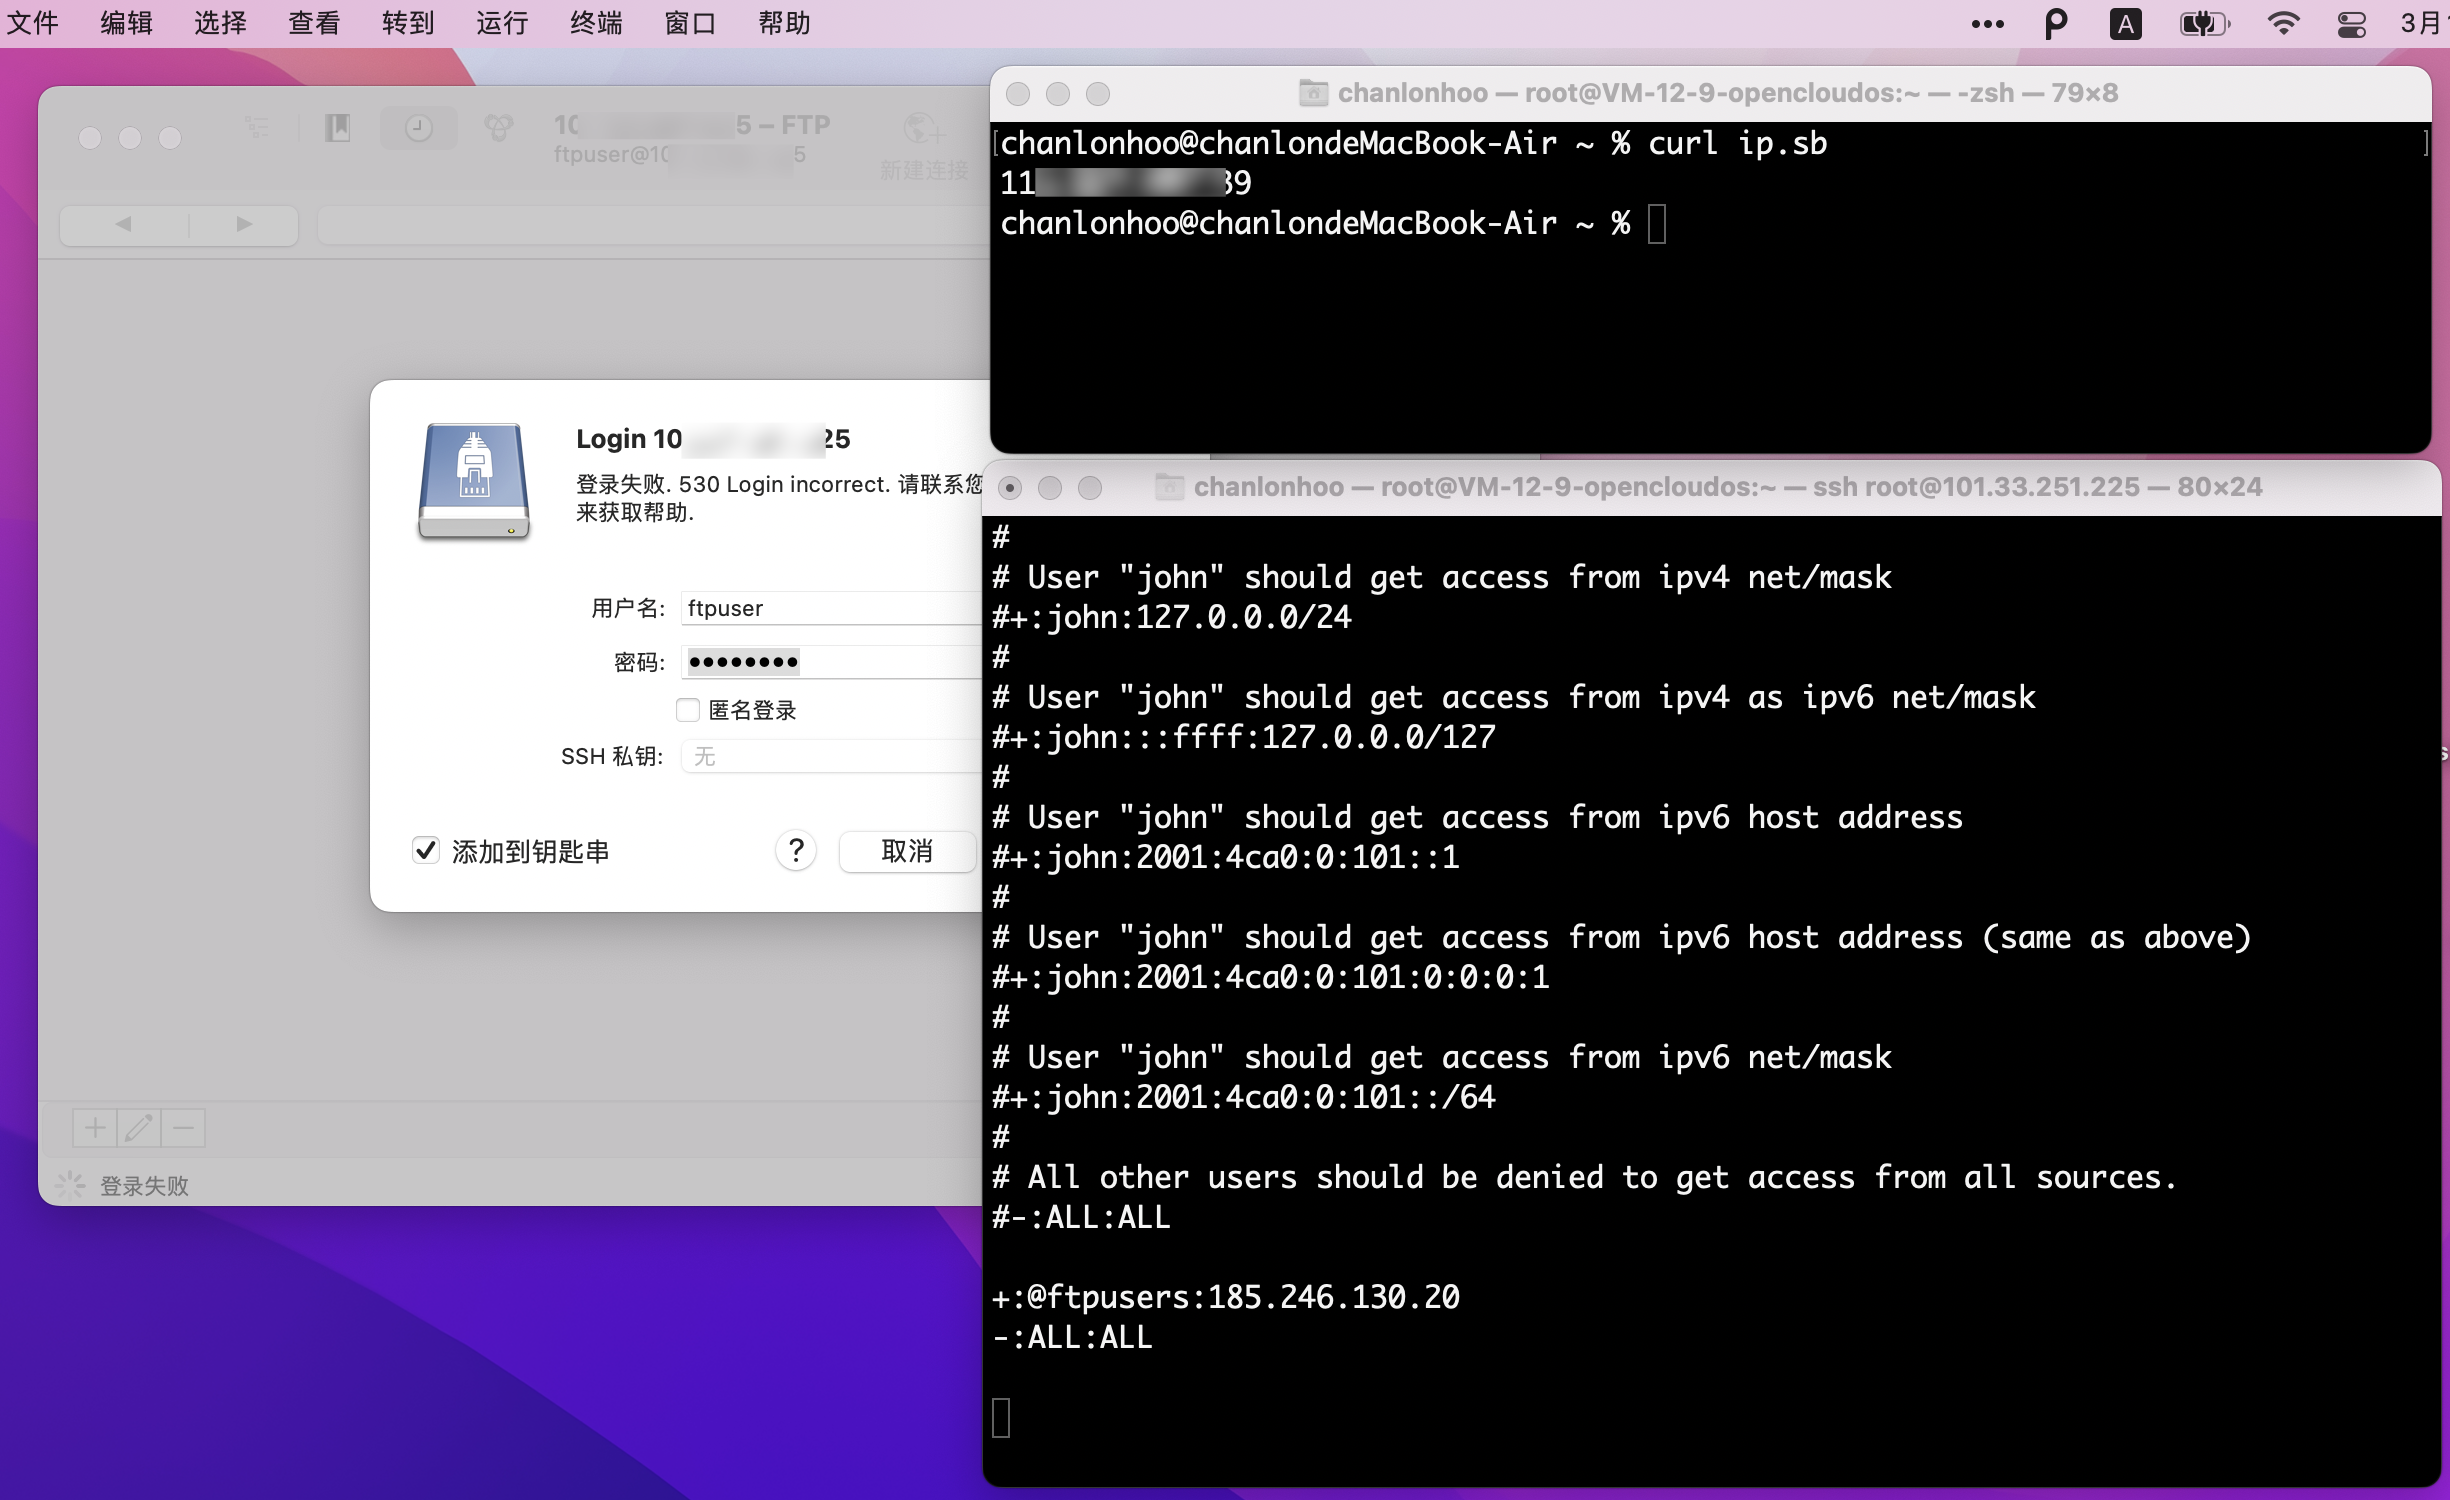 文件 编辑 选择 查看 转到 运行 终端 窗口 帮助
A
3月
10 5 – FTP
ftpuser@10 5
新建连接
chanlonhoo — root@VM-12-9-opencloudos:~ — -zsh — 79×8
[chanlonhoo@chanlondeMacBook-Air ~ % curl ip.sb ]
11 39
chanlonhoo@chanlondeMacBook-Air ~ %
Login 10 25
登录失败. 530 Login incorrect. 请联系您
来获取帮助.
用户名: ftpuser
密码: ••••••••
匿名登录
SSH 私钥: 无
添加到钥匙串
?
取消
登录失败
chanlonhoo — root@VM-12-9-opencloudos:~ — ssh root@101.33.251.225 — 80×24
#
# User "john" should get access from ipv4 net/mask
#+:john:127.0.0.0/24
#
# User "john" should get access from ipv4 as ipv6 net/mask
#+:john:::ffff:127.0.0.0/127
#
# User "john" should get access from ipv6 host address
#+:john:2001:4ca0:0:101::1
#
# User "john" should get access from ipv6 host address (same as above)
#+:john:2001:4ca0:0:101:0:0:0:1
#
# User "john" should get access from ipv6 net/mask
#+:john:2001:4ca0:0:101::/64
#
# All other users should be denied to get access from all sources.
#-:ALL:ALL
+:@ftpusers:185.246.130.20
-:ALL:ALL